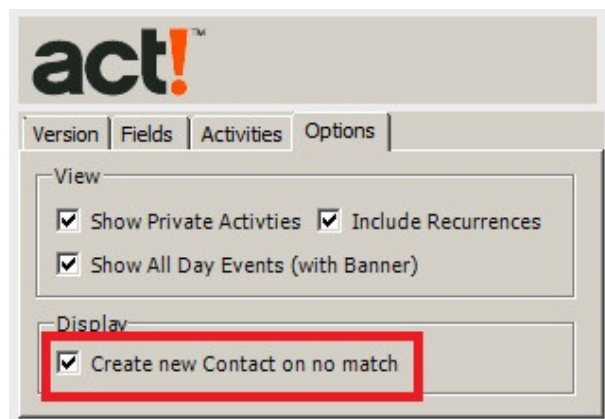 act!™
Version Fields Activities Options
View
Show Private Activties Include Recurrences
Show All Day Events (with Banner)
Display
Create new Contact on no match